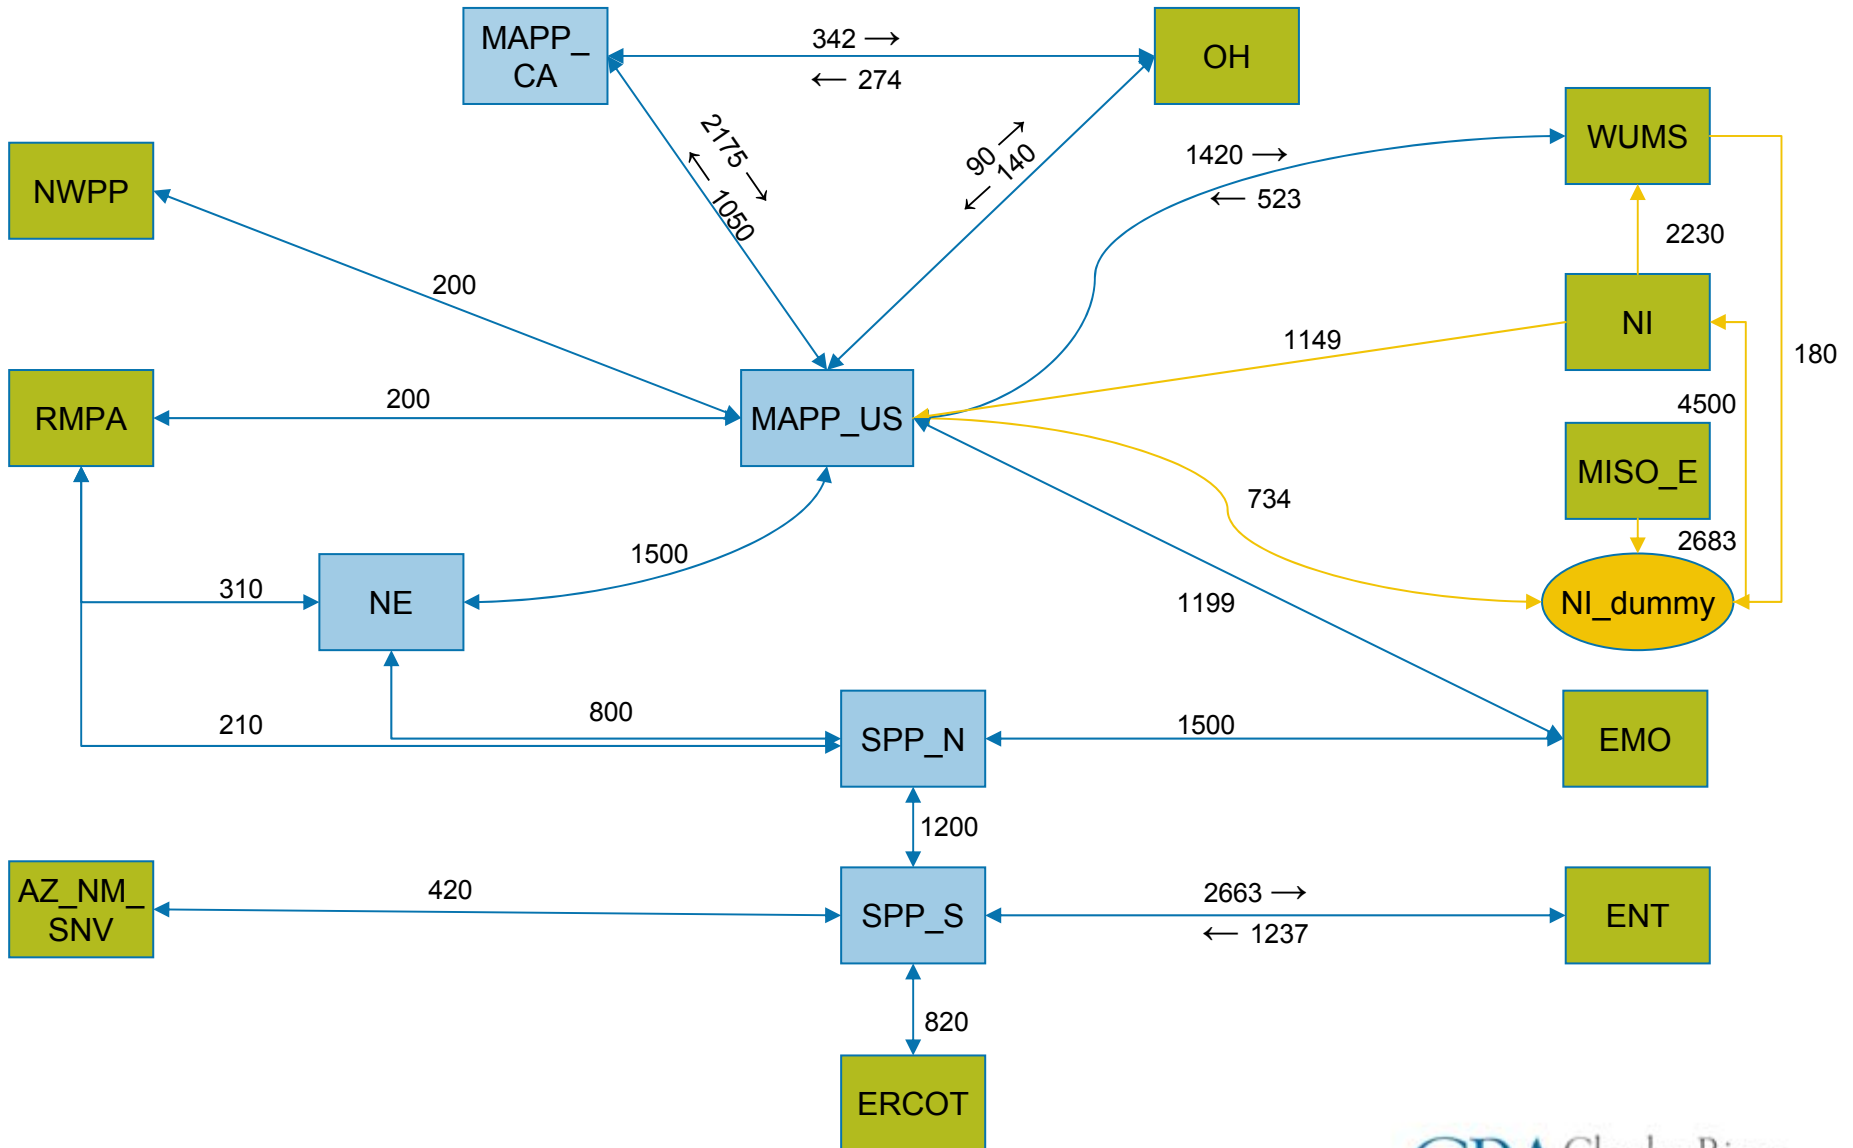 MAPP_
CA
342 →
← 274
OH
2175 →
← 1050
90 →
← 140
WUMS
1420 →
← 523
NWPP
2230
200
NI
1149
180
RMPA
200
MAPP_US
4500
MISO_E
734
2683
1500
310
NE
1199
NI_dummy
210
800
SPP_N
1500
EMO
1200
AZ_NM_
SNV
420
SPP_S
2663 →
← 1237
ENT
820
ERCOT